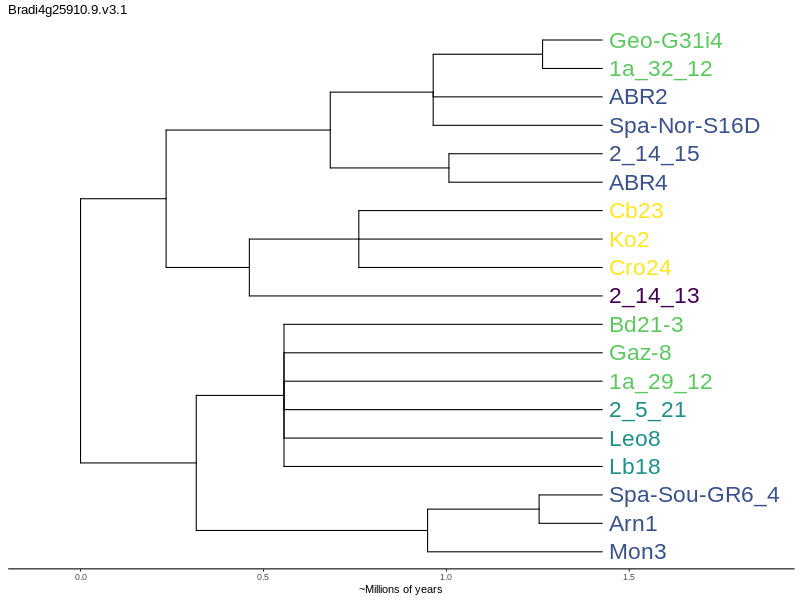 Bradi4g25910.9.v3.1
Geo-G31i4
1a_32_12
ABR2
Spa-Nor-S16D
2_14_15
ABR4
Cb23
Ko2
Cro24
2_14_13
Bd21-3
Gaz-8
1a_29_12
2_5_21
Leo8
Lb18
Spa-Sou-GR6_4
Arn1
Mon3
0.0 0.5 1.0 1.5
~Millions of years